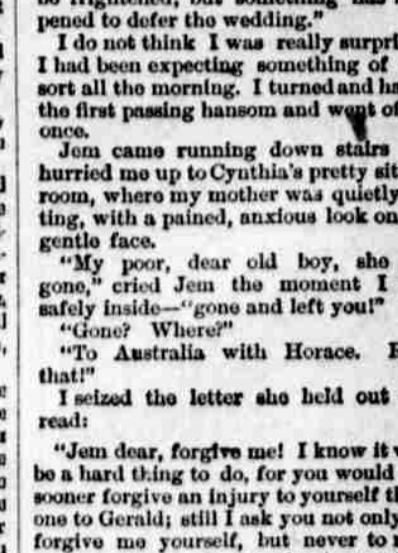 be frightened, but something has
pened to defer the wedding."
I do not think I was really surpri
I had been expecting something of
sort all the morning. I turned and ha
the first passing hansom and went of
once.
Jem came running down stairs
hurried me up to Cynthia's pretty sit
room, where my mother was quietly
ting, with a pained, anxious look on
gentle face.
"My poor, dear old boy, she
gone," cried Jem the moment I
safely inside—"gone and left you!"
"Gone? Where?"
"To Australia with Horace. R
that!"
I seized the letter she held out
read:
"Jem dear, forgive me! I know it w
be a hard thing to do, for you would
sooner forgive an injury to yourself th
one to Gerald; still I ask you not only
forgive me yourself, but never to